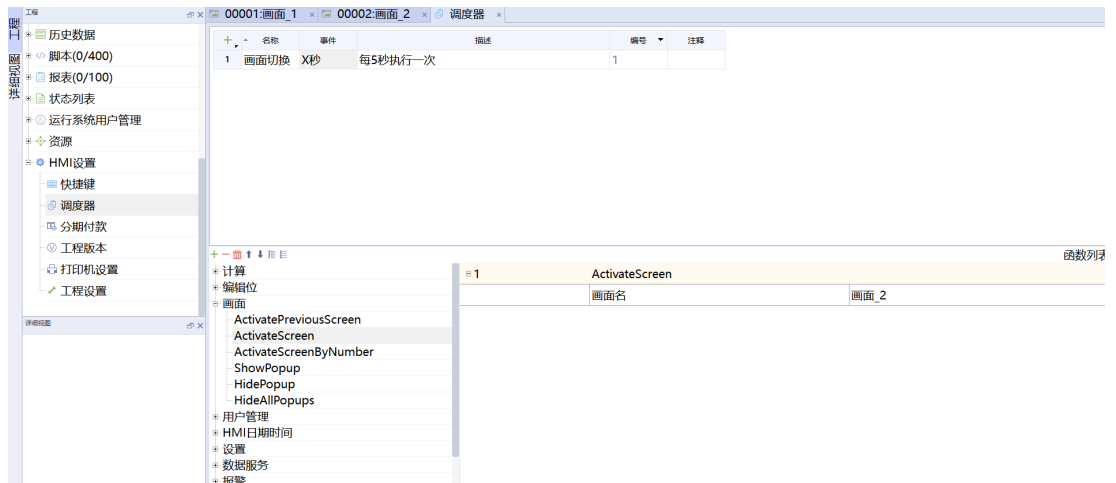 工程
详细视图
工程
历史数据
脚本(0/400)
报表(0/100)
状态列表
运行系统用户管理
资源
HMI设置
快捷键
调度器
分期付款
工程版本
打印机设置
工程设置
详细视图
00001:画面_1 × 00002:画面_2 × 调度器 ×
名称 事件 描述 编号 注释
1 画面切换 X秒 每5秒执行一次 1
函数列表
计算
编辑位
画面
ActivatePreviousScreen
ActivateScreen
ActivateScreenByNumber
ShowPopup
HidePopup
HideAllPopups
用户管理
HMI日期时间
设置
数据服务
报警
1 ActivateScreen
画面名 画面_2